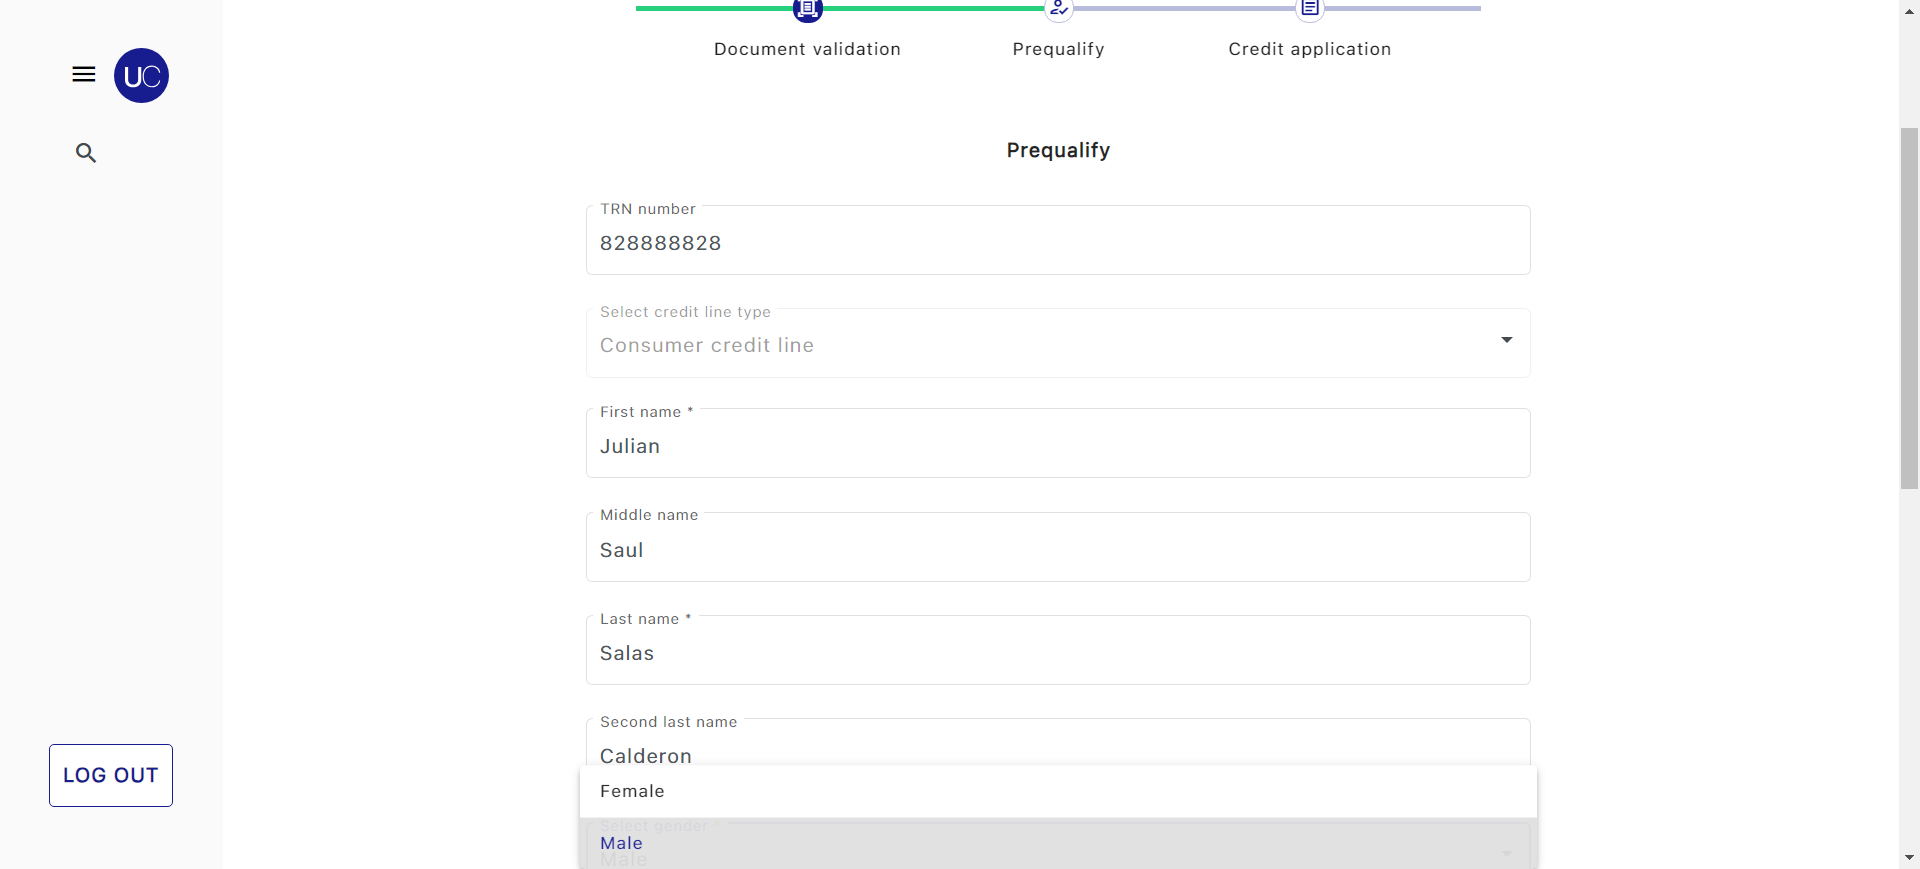 UC
Document validation
Prequalify
Credit application
Prequalify
TRN number
828888828
Select credit line type
Consumer credit line
First name *
Julian
Middle name
Saul
Last name *
Salas
Second last name
Calderon
Female
Select gender *
Male
Male
LOG OUT